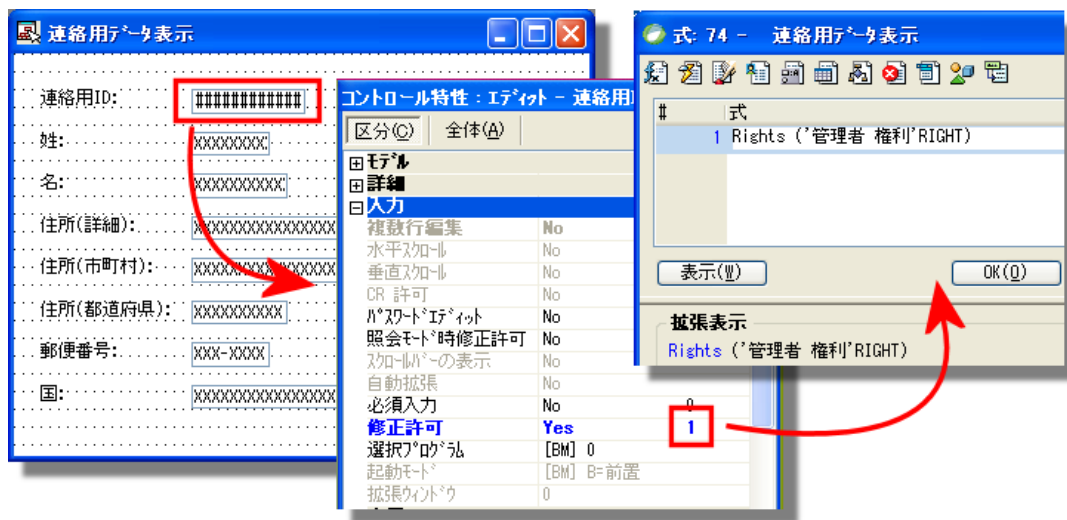 連絡用ﾃﾞｰﾀ表示
連絡用ID:
############
姓:
XXXXXXXX
名:
XXXXXXXXXX
住所(詳細):
XXXXXXXXXXXXXXXX
住所(市町村):
XXXXXXXXXXXXXXXX
住所(都道府県):
XXXXXXXXXX
郵便番号:
XXX-XXXX
国:
XXXXXXXXXXXXXXXX
ｺﾝﾄﾛｰﾙ特性：ｴﾃﾞｨｯﾄ - 連絡用
区分(C) 全体(A)
ﾓﾃﾞﾙ
詳細
入力
複数行編集 No
水平ｽｸﾛｰﾙ No
垂直ｽｸﾛｰﾙ No
CR 許可 No
ﾊﾟｽﾜｰﾄﾞｴﾃﾞｨｯﾄ No
照会ﾓｰﾄﾞ時修正許可 No
ｽｸﾛｰﾙﾊﾞｰの表示 No
自動拡張 No
必須入力 No 0
修正許可 Yes 1
選択ﾌﾟﾛｸﾞﾗﾑ [BM] 0
起動ﾓｰﾄﾞ [BM] B=前置
拡張ｳｨﾝﾄﾞｳ 0
式: 74 - 連絡用ﾃﾞｰﾀ表示
# 式
1 Rights ('管理者 権利'RIGHT)
表示(W) OK(O)
拡張表示
Rights ('管理者 権利'RIGHT)